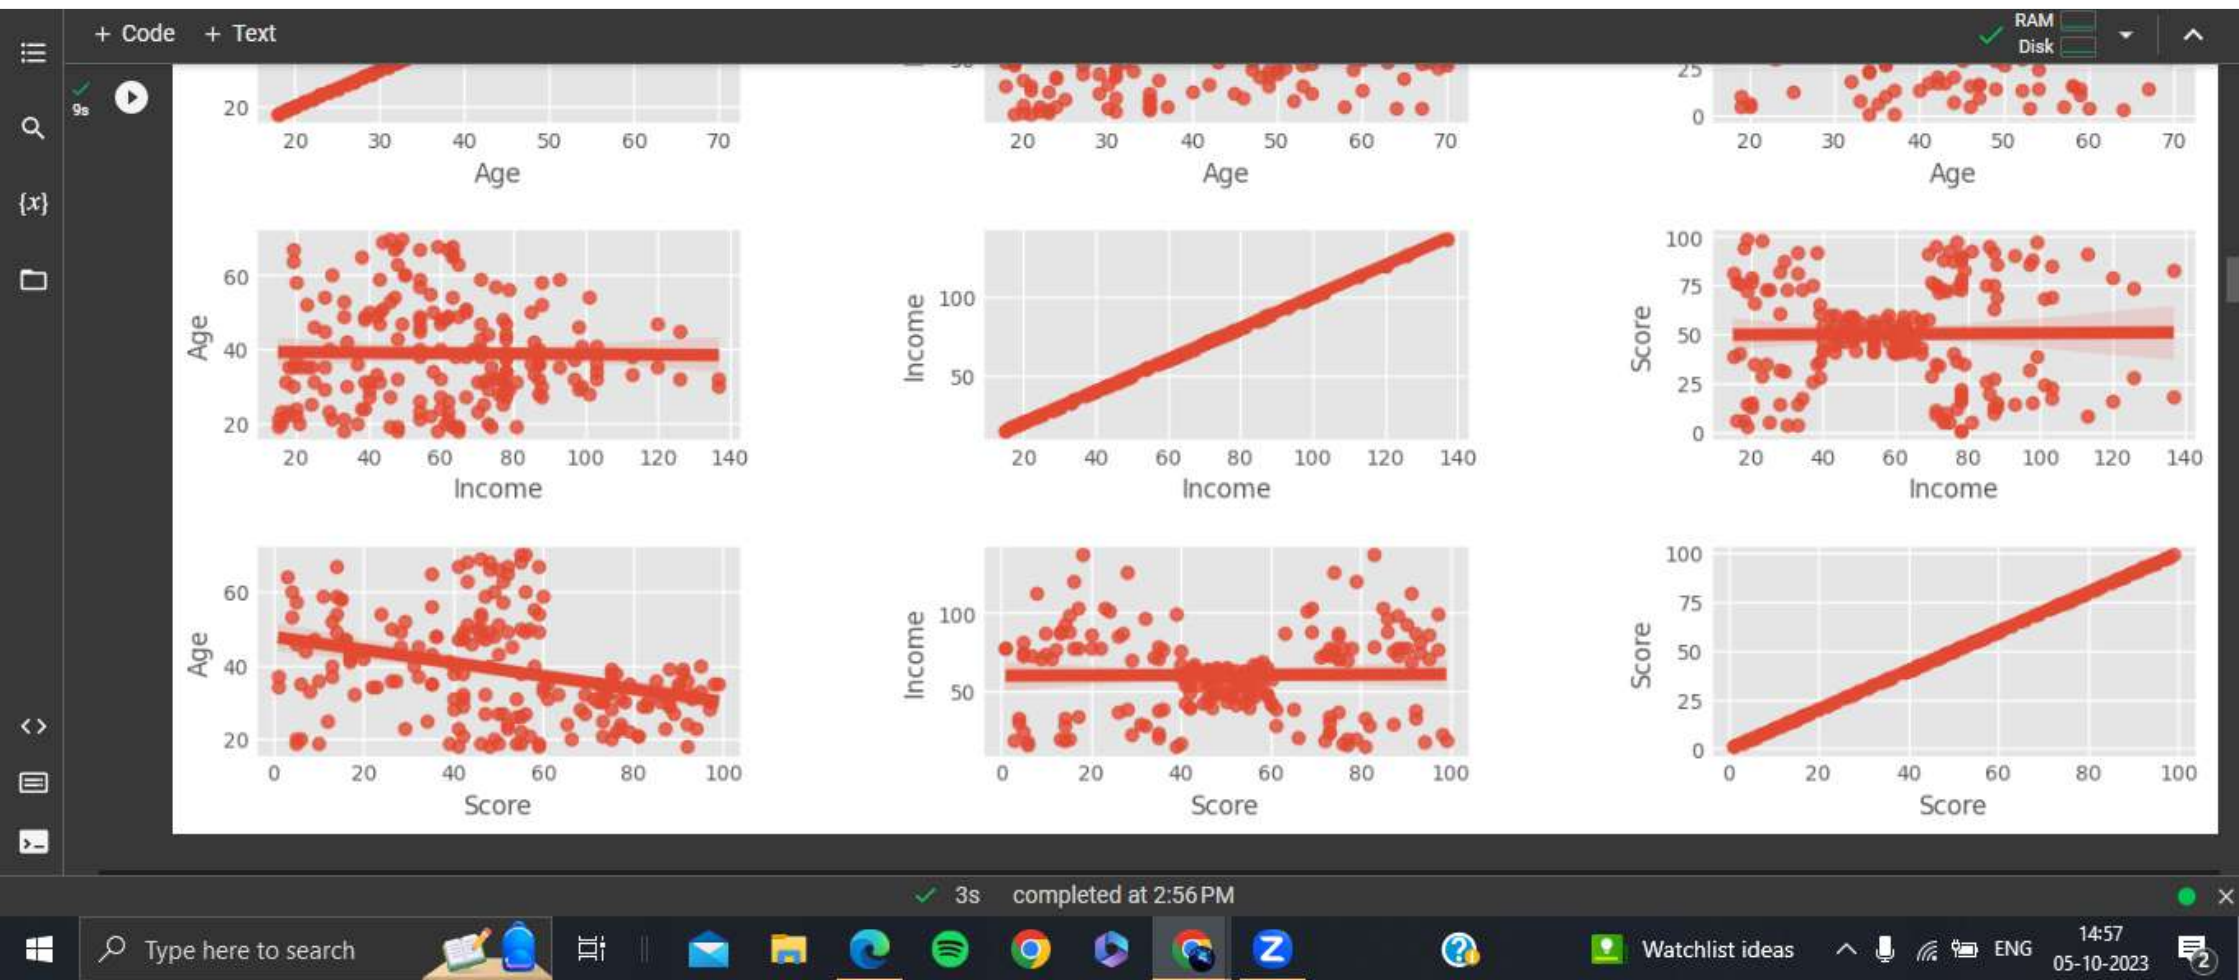 + Code + Text
RAM
Disk
9s
{x}
20
20 30 40 50 60 70
Age
20 30 40 50 60 70
Age
25
0
20 30 40 50 60 70
Age
60
40
20
Age
20 40 60 80 100 120 140
Income
100
50
Income
20 40 60 80 100 120 140
Income
100
75
50
25
0
Score
20 40 60 80 100 120 140
Income
60
40
20
Age
0 20 40 60 80 100
Score
100
50
Income
0 20 40 60 80 100
Score
100
75
50
25
0
Score
0 20 40 60 80 100
Score
3s completed at 2:56 PM
Type here to search
Z
Watchlist ideas
ENG
14:57
05-10-2023
2